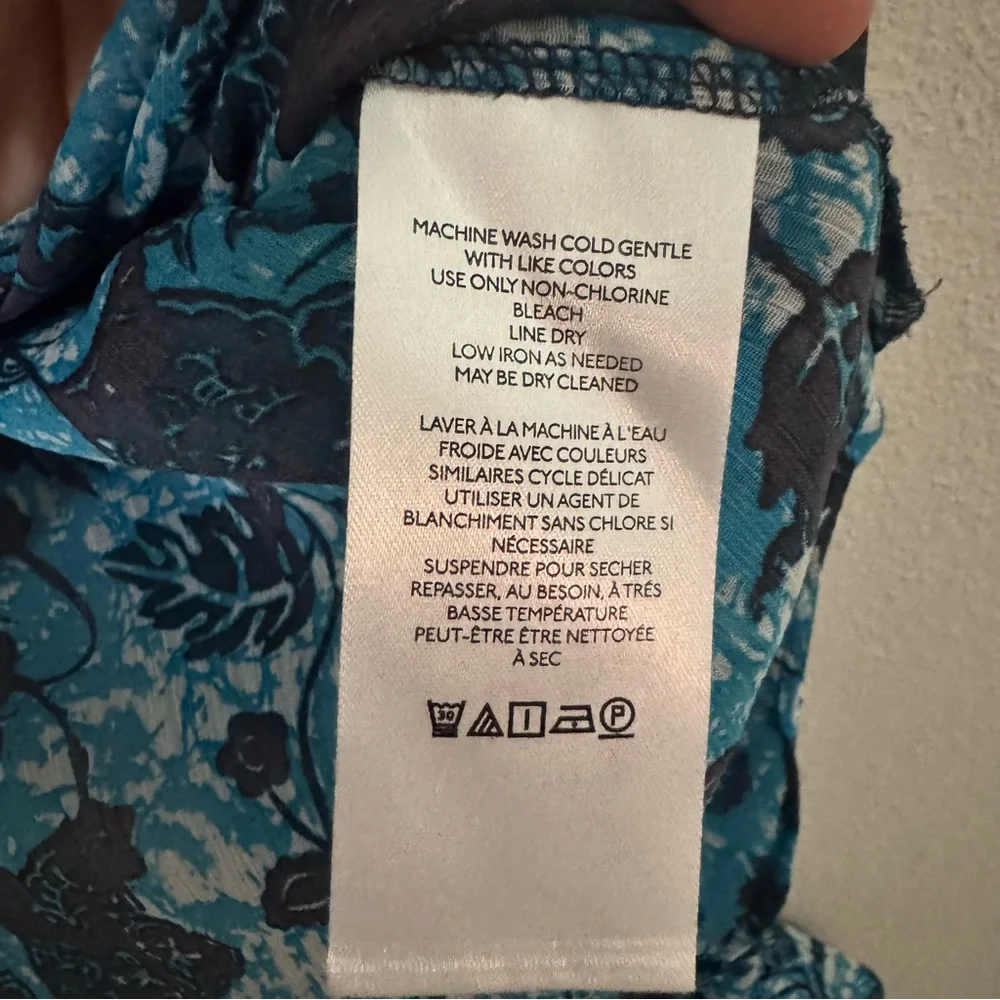 MACHINE WASH COLD GENTLE
WITH LIKE COLORS
USE ONLY NON-CHLORINE
BLEACH
LINE DRY
LOW IRON AS NEEDED
MAY BE DRY CLEANED
LAVER À LA MACHINE À L'EAU
FROIDE AVEC COULEURS
SIMILAIRES CYCLE DÉLICAT
UTILISER UN AGENT DE
BLANCHIMENT SANS CHLORE SI
NÉCESSAIRE
SUSPENDRE POUR SECHER
REPASSER, AU BESOIN, À TRÉS
BASSE TEMPÉRATURE
PEUT-ÊTRE ÊTRE NETTOYÉE
À SEC
30 P